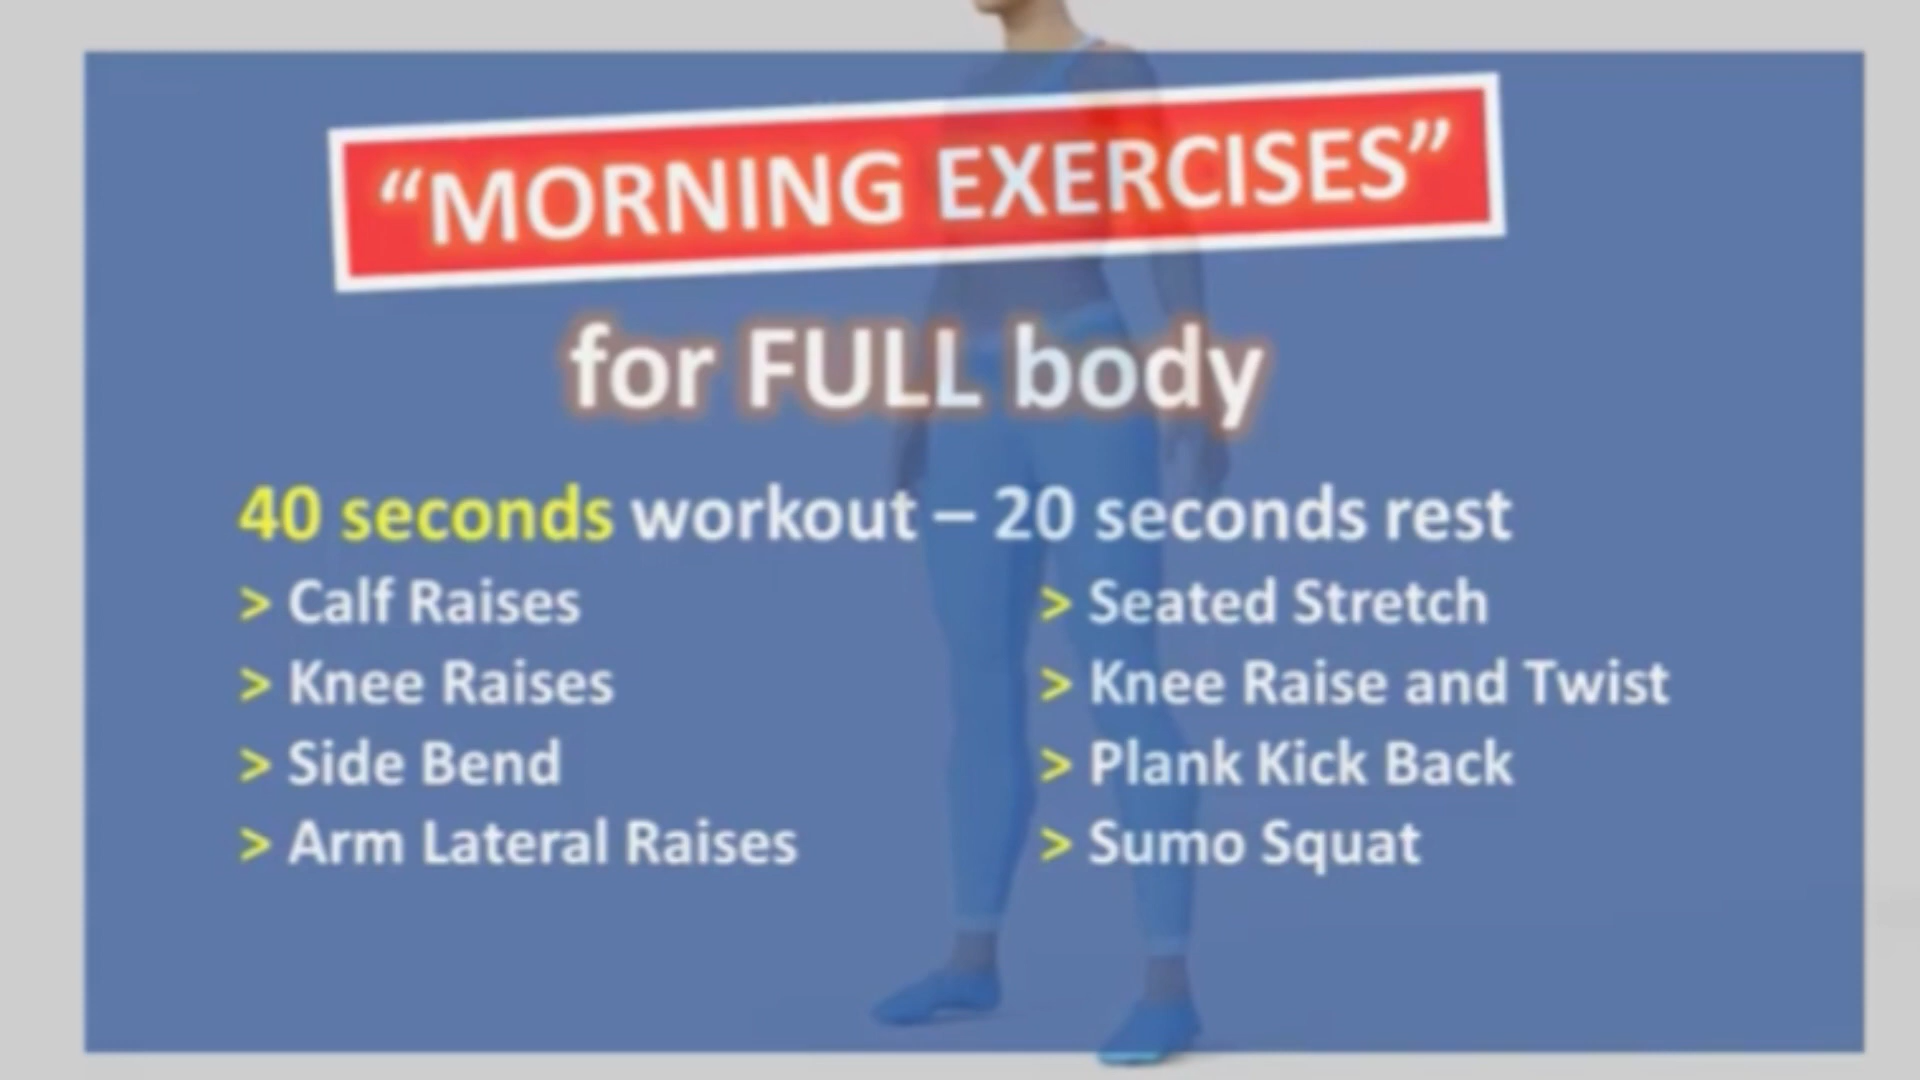 “MORNING EXERCISES”
for FULL body
40 seconds workout – 20 seconds rest
> Calf Raises
> Knee Raises
> Side Bend
> Arm Lateral Raises
> Seated Stretch
> Knee Raise and Twist
> Plank Kick Back
> Sumo Squat